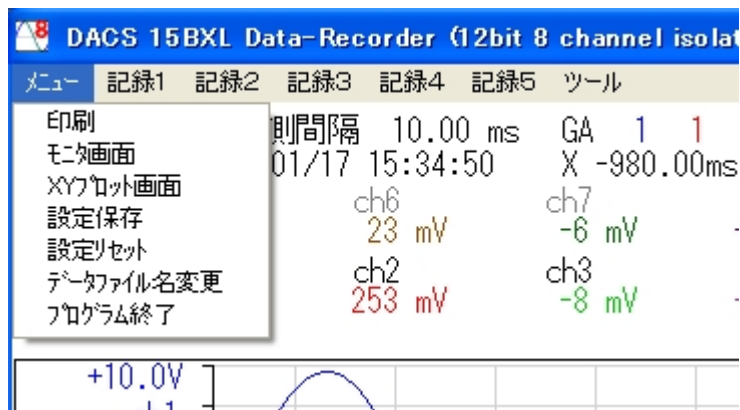 DACS 15BXL Data-Recorder (12bit 8 channel isolat
メニュー 記録1 記録2 記録3 記録4 記録5 ツール
印刷
モニタ画面
XYプロット画面
設定保存
設定リセット
データファイル名変更
プログラム終了
測間隔 10.00 ms GA 1 1
01/17 15:34:50 X -980.00ms
ch6 ch7
23 mV -6 mV
ch2 ch3
253 mV -8 mV
+10.0V
ch1